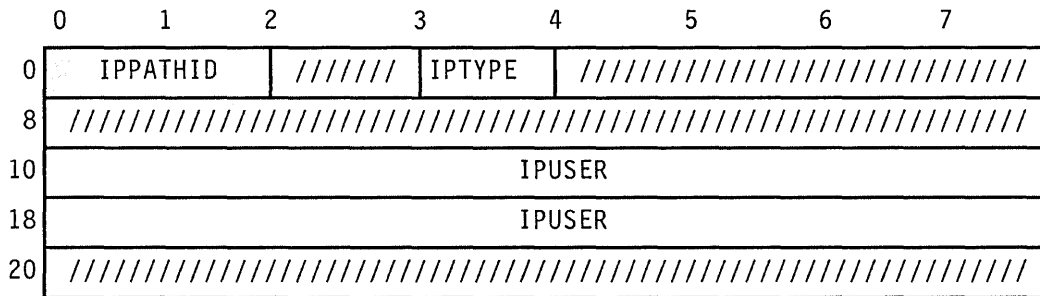 0 1 2 3 4 5 6 7
0 IPPATHID /////// IPTYPE //////////////////////////////
8 /////////////////////////////////////////////////////////////////
10 IPUSER
18 IPUSER
20 /////////////////////////////////////////////////////////////////